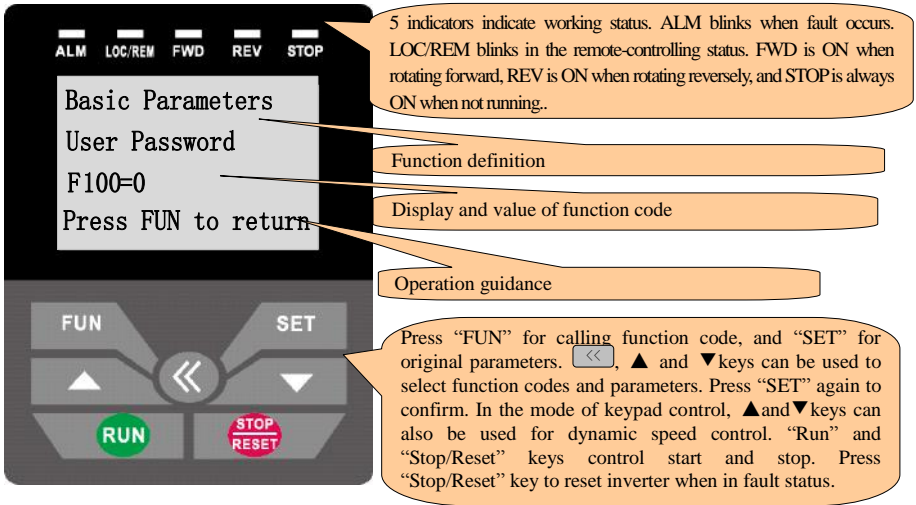 5 indicators indicate working status. ALM blinks when fault occurs.
LOC/REM blinks in the remote-controlling status. FWD is ON when
rotating forward, REV is ON when rotating reversely, and STOP is always
ON when not running..
ALM LOC/REM FWD REV STOP
Basic Parameters
User Password
F100=0
Press FUN to return
Function definition
Display and value of function code
Operation guidance
FUN SET
RUN STOP
RESET
Press “FUN” for calling function code, and “SET” for
original parameters. <<, ▲ and ▼keys can be used to
select function codes and parameters. Press “SET” again to
confirm. In the mode of keypad control, ▲and▼keys can
also be used for dynamic speed control. “Run” and
“Stop/Reset” keys control start and stop. Press
“Stop/Reset” key to reset inverter when in fault status.